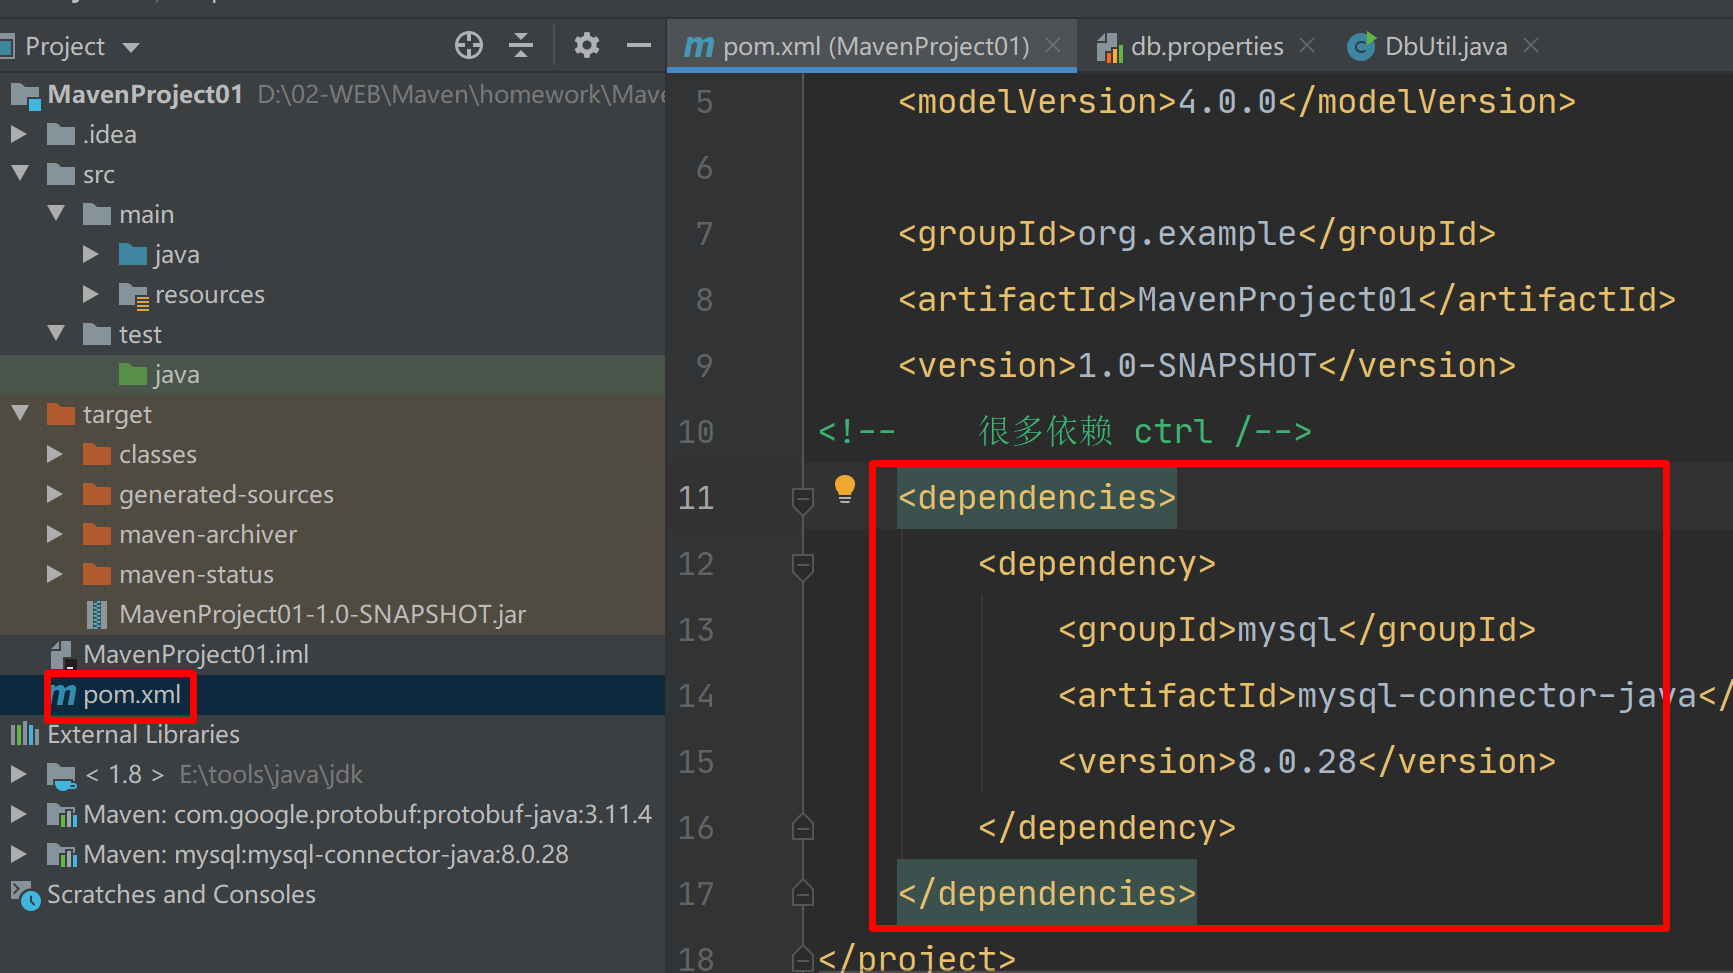 Project
MavenProject01 D:\02-WEB\Maven\homework\Mave
.idea
src
main
java
resources
test
java
target
classes
generated-sources
maven-archiver
maven-status
MavenProject01-1.0-SNAPSHOT.jar
MavenProject01.iml
pom.xml
External Libraries
< 1.8 > E:\tools\java\jdk
Maven: com.google.protobuf:protobuf-java:3.11.4
Maven: mysql:mysql-connector-java:8.0.28
Scratches and Consoles
pom.xml (MavenProject01) db.properties DbUtil.java
5 <modelVersion>4.0.0</modelVersion>
6
7 <groupId>org.example</groupId>
8 <artifactId>MavenProject01</artifactId>
9 <version>1.0-SNAPSHOT</version>
10 <!-- 很多依赖 ctrl /-->
11 <dependencies>
12 <dependency>
13 <groupId>mysql</groupId>
14 <artifactId>mysql-connector-java</
15 <version>8.0.28</version>
16 </dependency>
17 </dependencies>
18 </project>